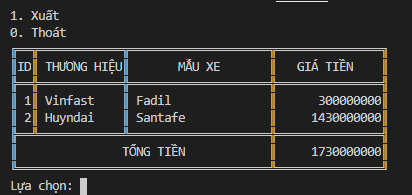 1. Xuất
0. Thoát
ID THƯƠNG HIỆU MẪU XE GIÁ TIỀN
1 Vinfast Fadil 300000000
2 Huyndai Santafe 1430000000
TỔNG TIỀN 1730000000
Lựa chọn: